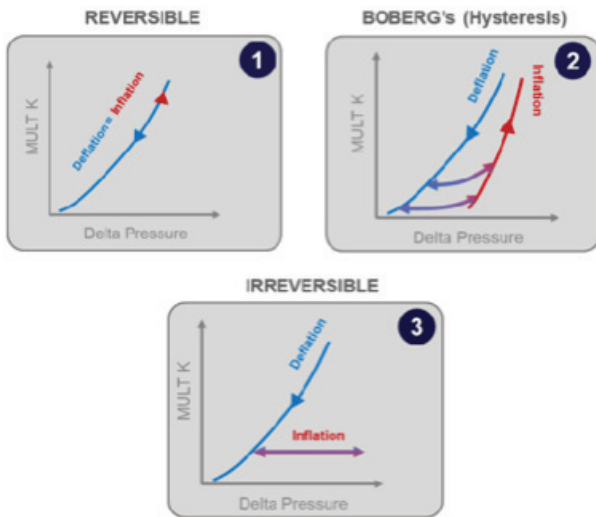 REVERSIBLE
1
MULT K
Deflation= Inflation
Delta Pressure
BOBERG's (Hysteresis)
2
MULT K
Deflation
Inflation
Delta Pressure
IRREVERSIBLE
3
MULT K
Deflation
Inflation
Delta Pressure